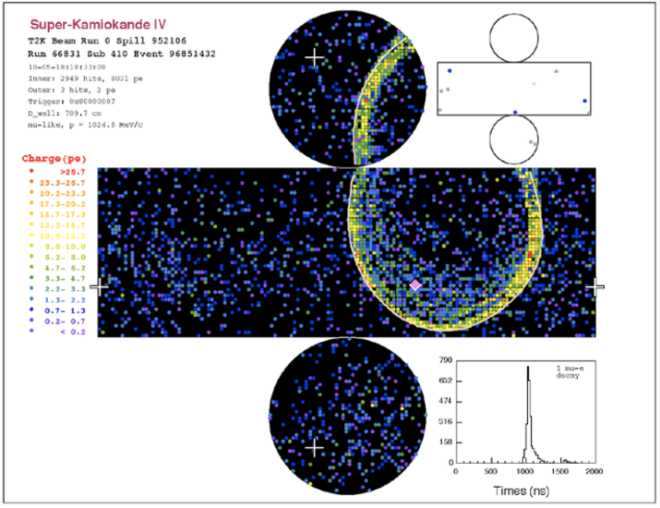 Super-Kamiokande IV
T2K Beam Run 0 Spill 952106
Run 66831 Sub 410 Event 96851432
Inner: 2949 hits, 8031 pe
Outer: 3 hits, 2 pe
Trigger: 0x80000007
D_wall: 709.7 cm
mu-like, p = 1024.6 MeV/c
Charge(pe)
>26.7
23.3-26.7
20.2-23.3
17.3-20.2
14.7-17.3
12.2-14.7
10.0-12.2
8.0-10.0
6.2- 8.0
4.7- 6.2
3.3- 4.7
2.2- 3.3
1.3- 2.2
0.7- 1.3
0.2- 0.7
< 0.2
790
632
474
316
158
0
1 mu-e
decay
0 500 1000 1500 2000
Times (ns)